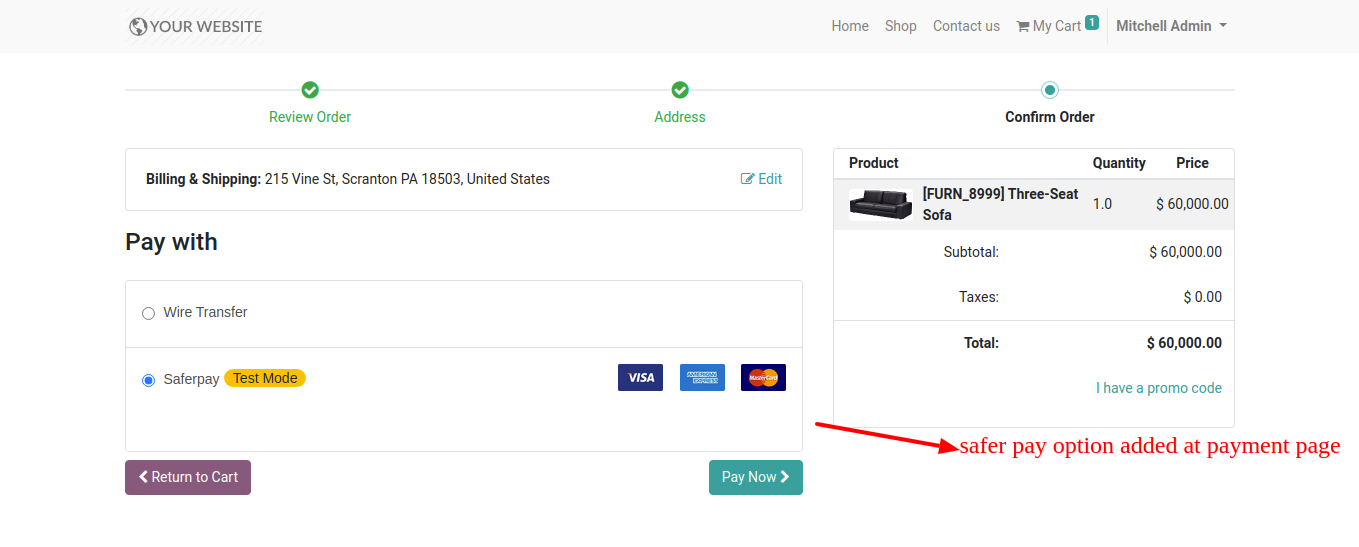 YOUR WEBSITE
Home Shop Contact us My Cart 1 Mitchell Admin
Review Order Address Confirm Order
Billing & Shipping: 215 Vine St, Scranton PA 18503, United States Edit
Pay with
Wire Transfer
Saferpay Test Mode VISA AMERICAN EXPRESS MasterCard
Return to Cart Pay Now
Product Quantity Price
[FURN_8999] Three-Seat
Sofa 1.0 $ 60,000.00
Subtotal: $ 60,000.00
Taxes: $ 0.00
Total: $ 60,000.00
I have a promo code
safer pay option added at payment page